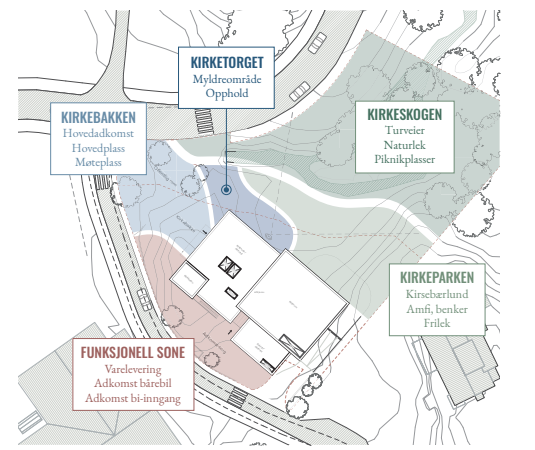 KIRKETORGET
Myldreområde
Opphold
KIRKEBAKKEN
Hovedadkomst
Hovedplass
Møteplass
KIRKESKOGEN
Turveier
Naturlek
Piknikplasser
KIRKEPARKEN
Kirsebærlund
Amfi, benker
Frilek
FUNKSJONELL SONE
Varelevering
Adkomst bårebil
Adkomst bi-inngang